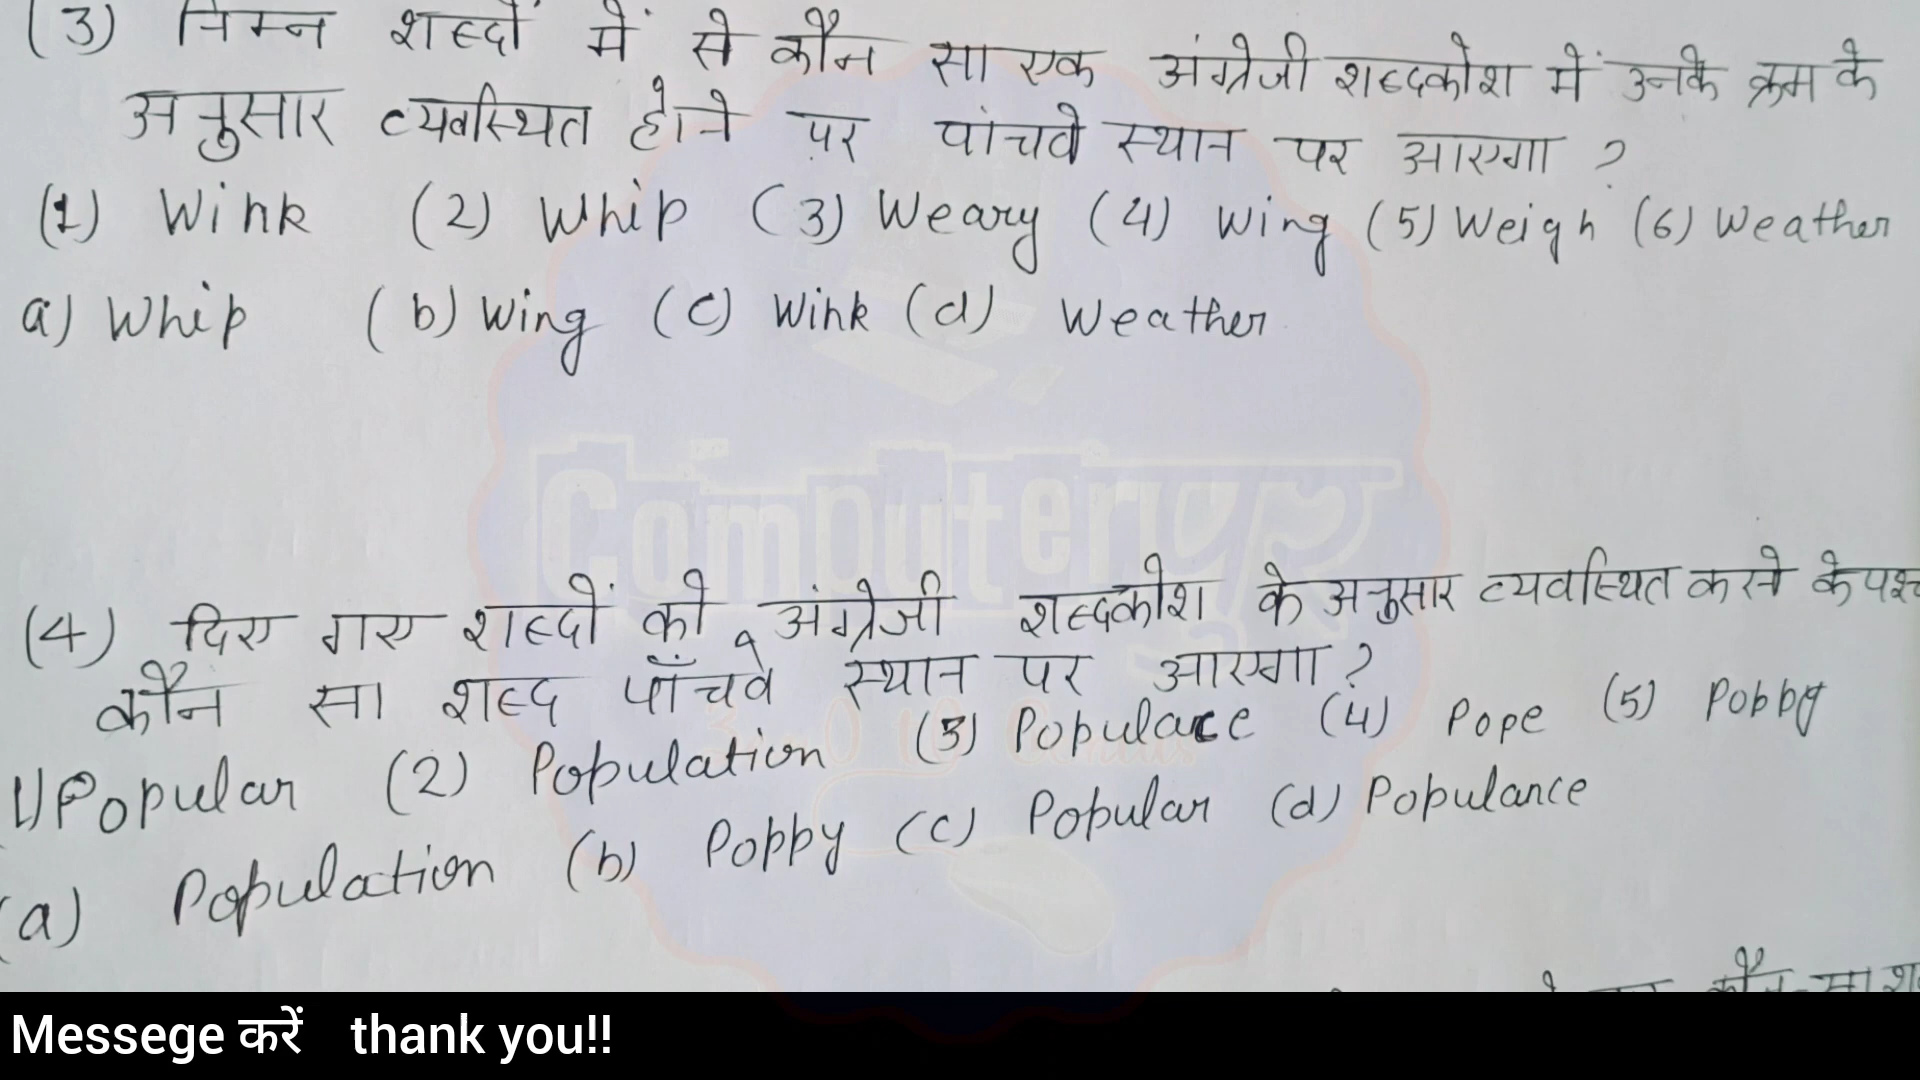 (3) निम्न शब्दों में से कौन सा एक अंग्रेजी शब्दकोश में उनके क्रम के
अनुसार व्यवस्थित होने पर पांचवे स्थान पर आएगा ?
(1) Wink (2) Whip (3) Weary (4) wing (5) Weigh (6) Weather
a) Whip (b) Wing (c) Wink (d) Weather
Computer गुरु
(4) दिए गए शब्दों को अंग्रेजी शब्दकोश के अनुसार व्यवस्थित करने के
कौन सा शब्द पाँचवे स्थान पर आएगा ?
1) Popular (2) Population (3) Populace (4) Pope (5) Poppy
(a) Population (b) Poppy (c) Popular (d) Populance
कौन-सा
Messege करें thank you!!